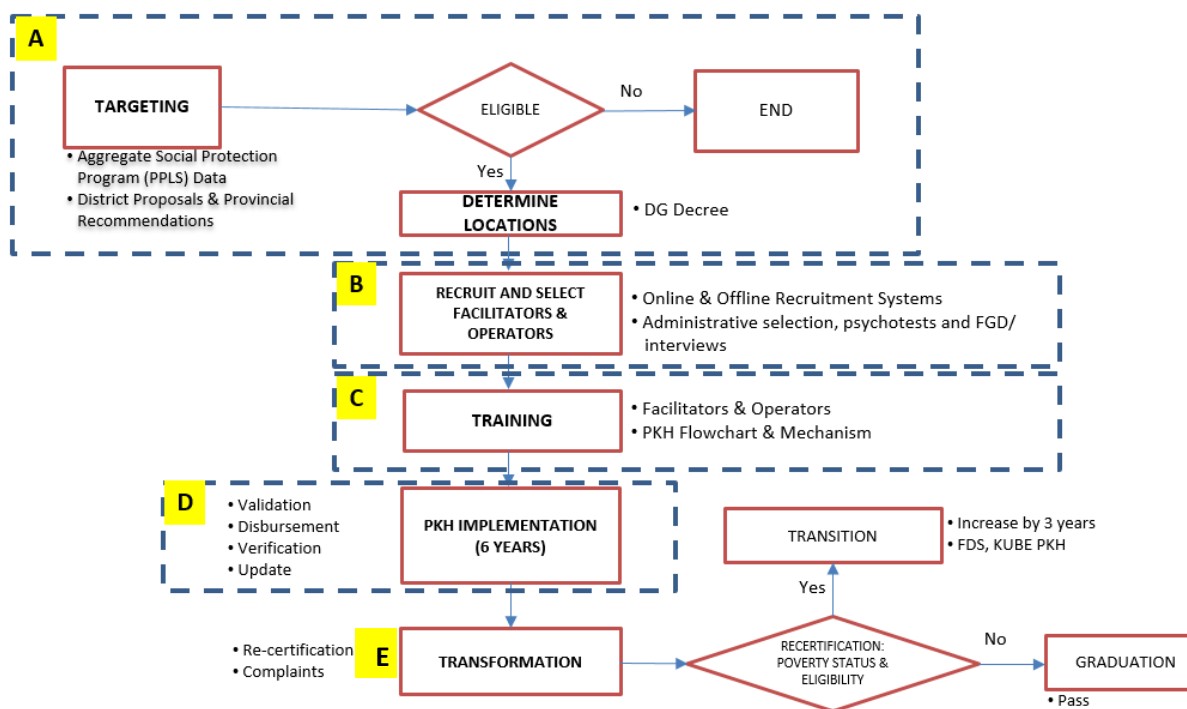 A
TARGETING
ELIGIBLE
No
END
• Aggregate Social Protection
Program (PPLS) Data
• District Proposals & Provincial
Recommendations
Yes
DETERMINE
LOCATIONS
• DG Decree
B
RECRUIT AND SELECT
FACILITATORS &
OPERATORS
• Online & Offline Recruitment Systems
• Administrative selection, psychotests and FGD/
interviews
C
TRAINING
• Facilitators & Operators
• PKH Flowchart & Mechanism
D
• Validation
• Disbursement
• Verification
• Update
PKH IMPLEMENTATION
(6 YEARS)
TRANSITION
• Increase by 3 years
• FDS, KUBE PKH
Yes
• Re-certification
• Complaints
E
TRANSFORMATION
RECERTIFICATION:
POVERTY STATUS &
ELIGIBILITY
No
GRADUATION
• Pass